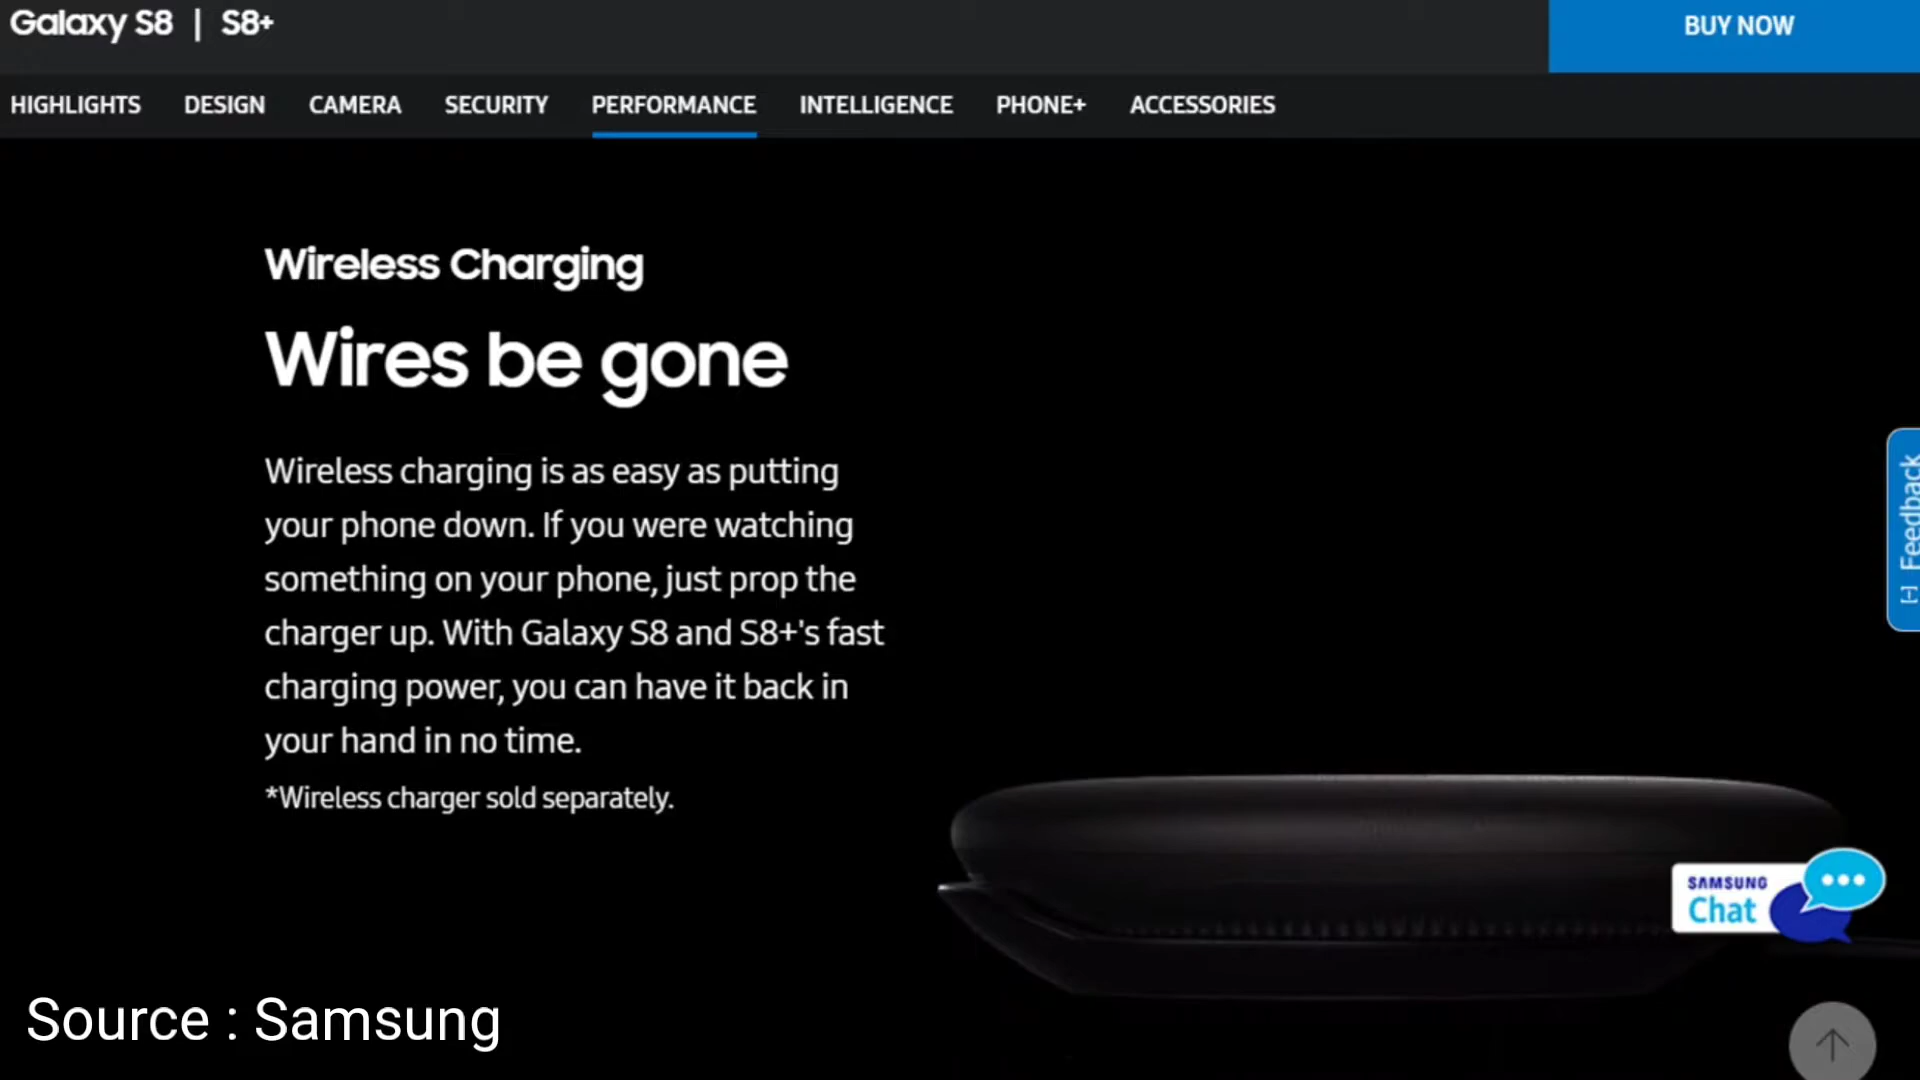 Galaxy S8 | S8+
BUY NOW
HIGHLIGHTS DESIGN CAMERA SECURITY PERFORMANCE INTELLIGENCE PHONE+ ACCESSORIES
Wireless Charging
Wires be gone
Wireless charging is as easy as putting
your phone down. If you were watching
something on your phone, just prop the
charger up. With Galaxy S8 and S8+'s fast
charging power, you can have it back in
your hand in no time.
*Wireless charger sold separately.
[-] Feedback
SAMSUNG
Chat
Source : Samsung